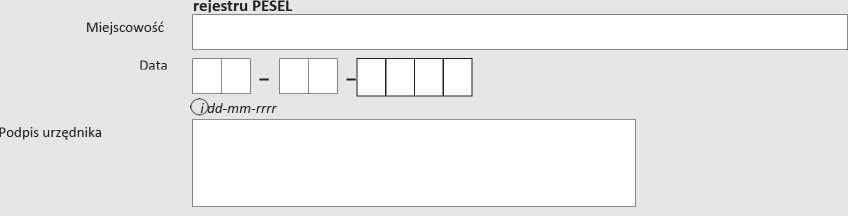 rejestru PESEL
Miejscowość
Data
– –
i dd-mm-rrrr
Podpis urzędnika